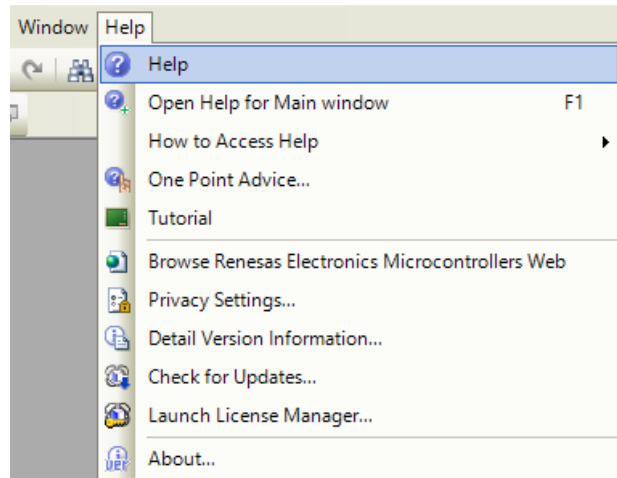 Window Help
Help
Open Help for Main window F1
How to Access Help
One Point Advice...
Tutorial
Browse Renesas Electronics Microcontrollers Web
Privacy Settings...
Detail Version Information...
Check for Updates...
Launch License Manager...
About...